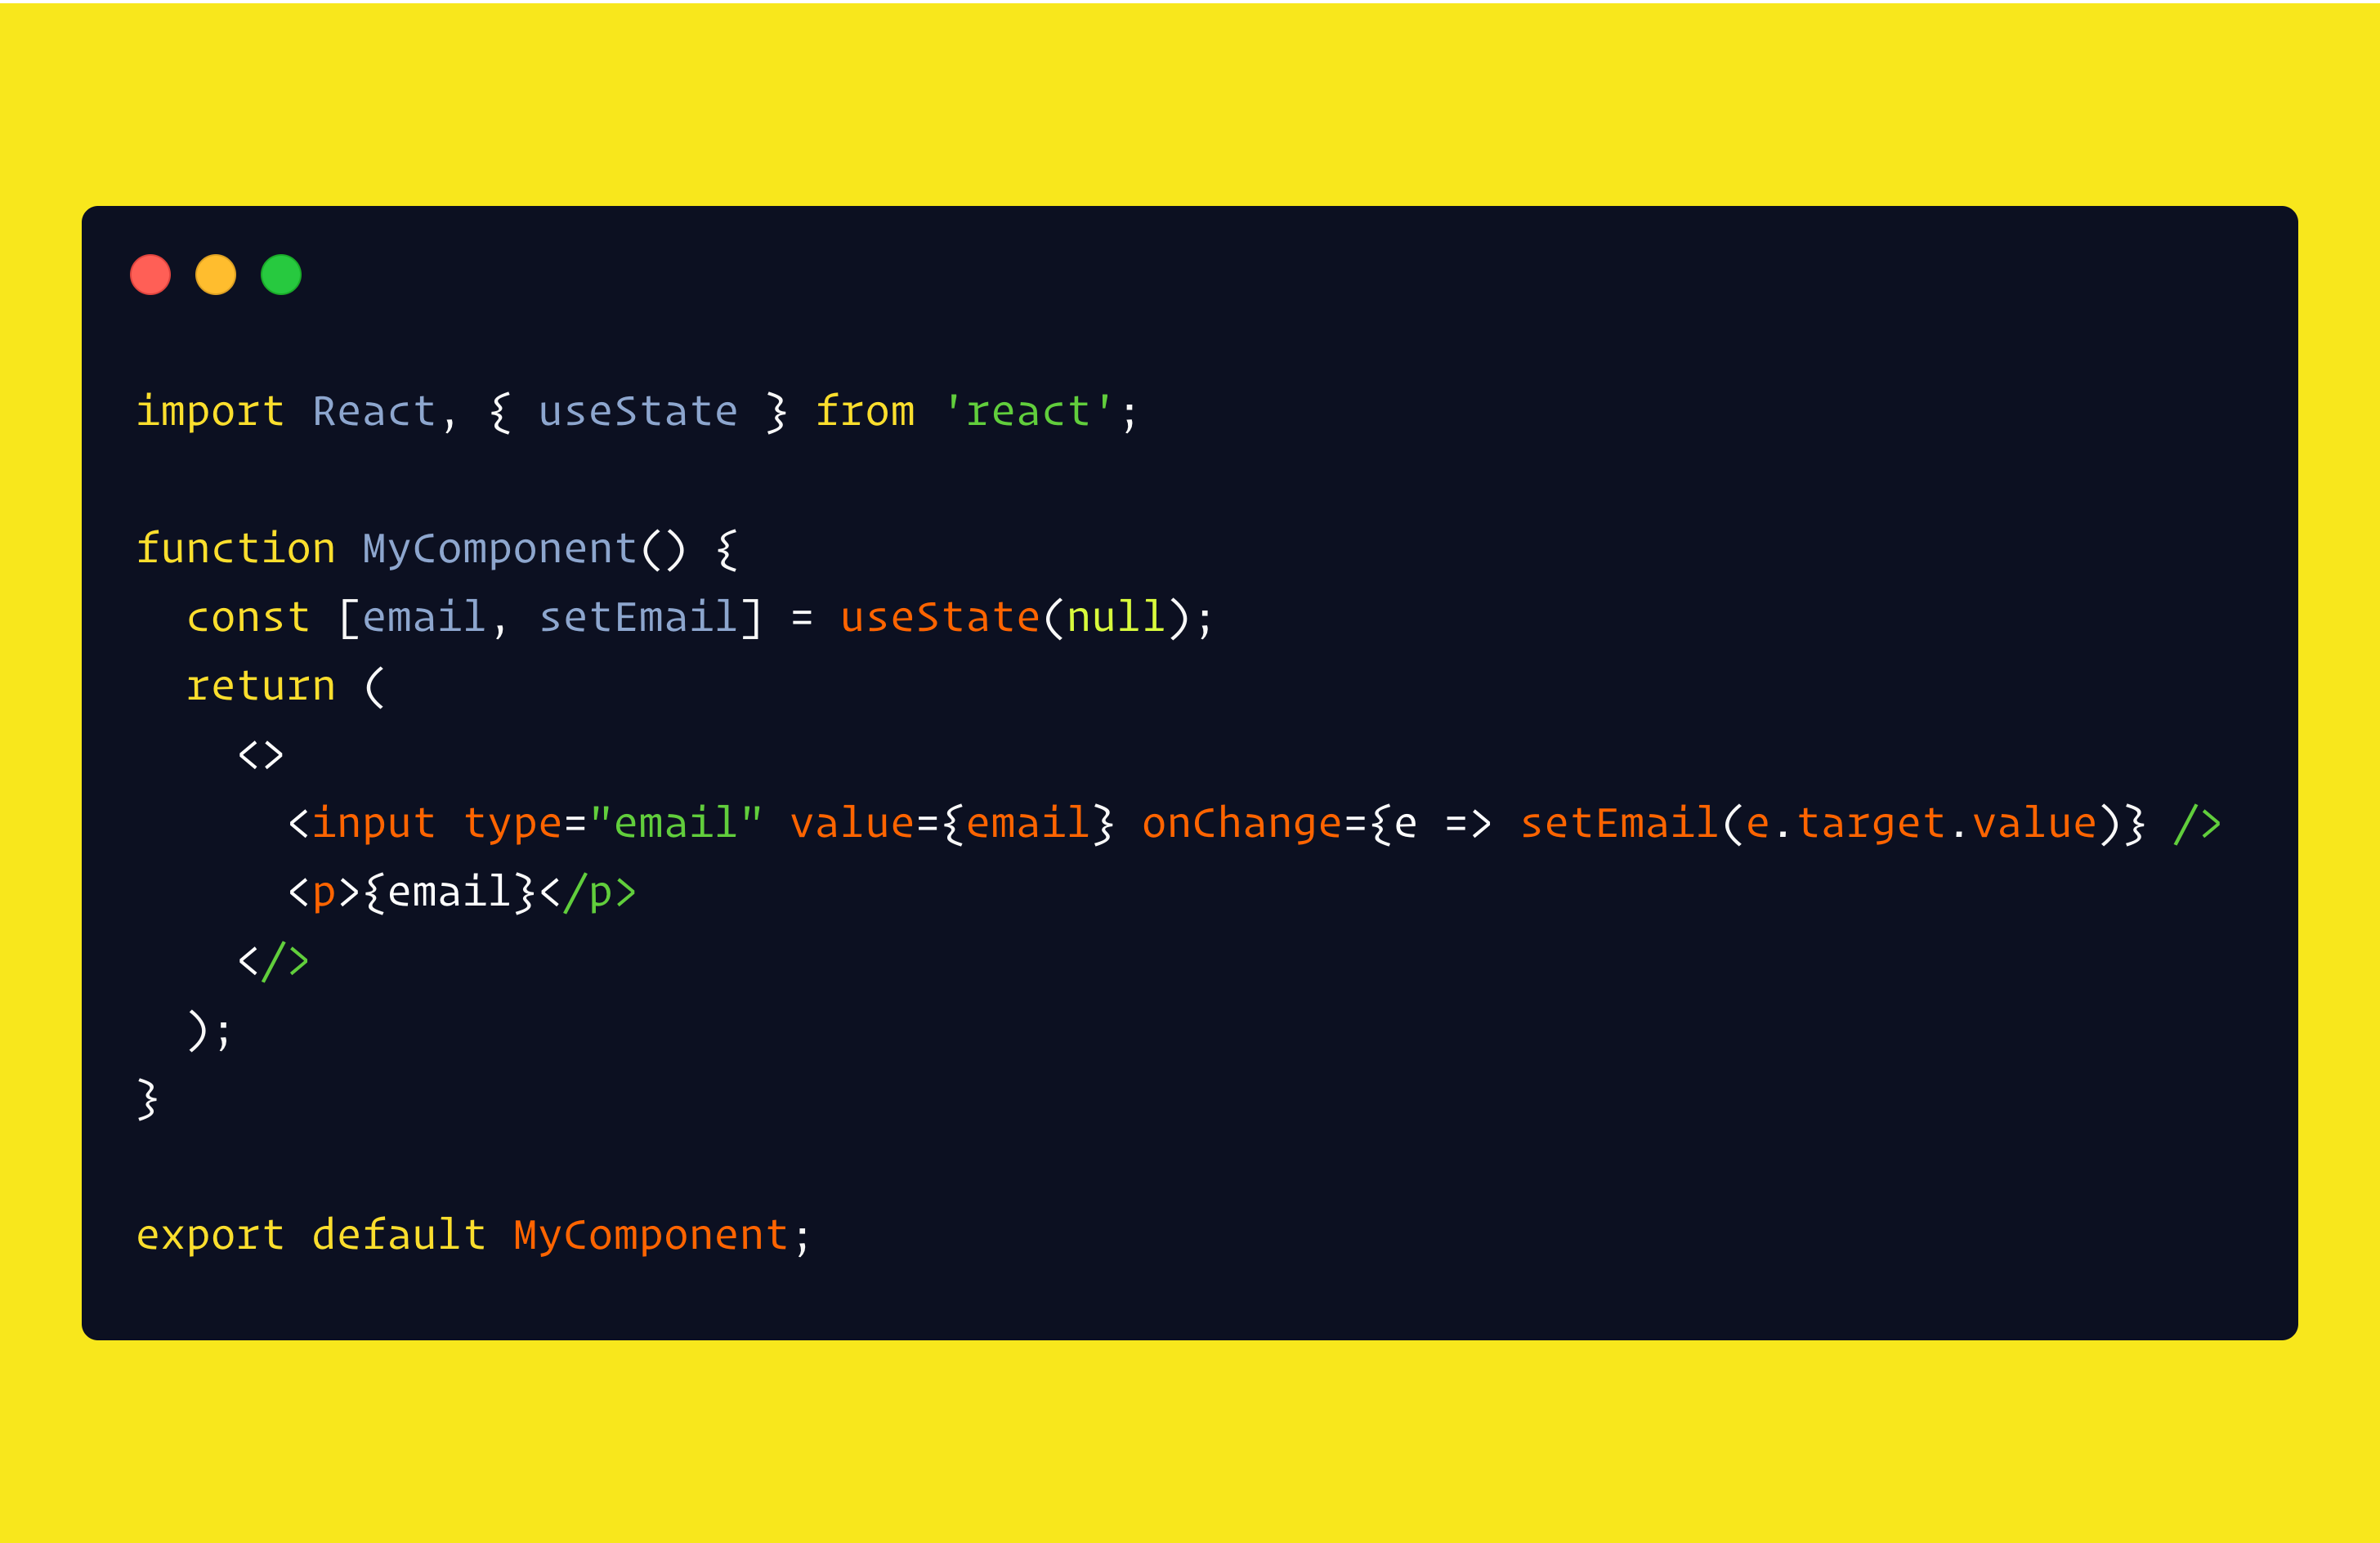 import React, { useState } from 'react';

function MyComponent() {
  const [email, setEmail] = useState(null);
  return (
    <>
      <input type="email" value={email} onChange={e => setEmail(e.target.value)} />
      <p>{email}</p>
    </>
  );
}

export default MyComponent;